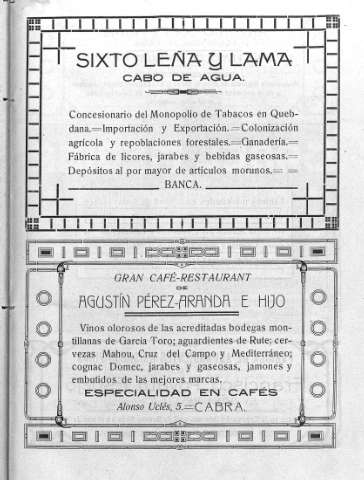 SIXTO LEÑA Y LAMA
CABO DE AGUA.
Concesionario del Monopolio de Tabacos en Queb-
dana.=Importación y Exportación.=Colonización
agrícola y repoblaciones forestales.=Ganadería.=
Fábrica de licores, jarabes y bebidas gaseosas.=
Depósitos al por mayor de artículos morunos.= =
BANCA.
GRAN CAFÉ-RESTAURANT
DE
AGUSTÍN PÉREZ-ARANDA E HIJO
Vinos olorosos de las acreditadas bodegas mon-
tillanas de García Toro; aguardientes de Rute; cer-
vezas Mahou, Cruz del Campo y Mediterráneo;
cognac Domec, jarabes y gaseosas, jamones y
embutidos de las mejores marcas.
ESPECIALIDAD EN CAFÉS
Alonso Uclés, 5.=CABRA.